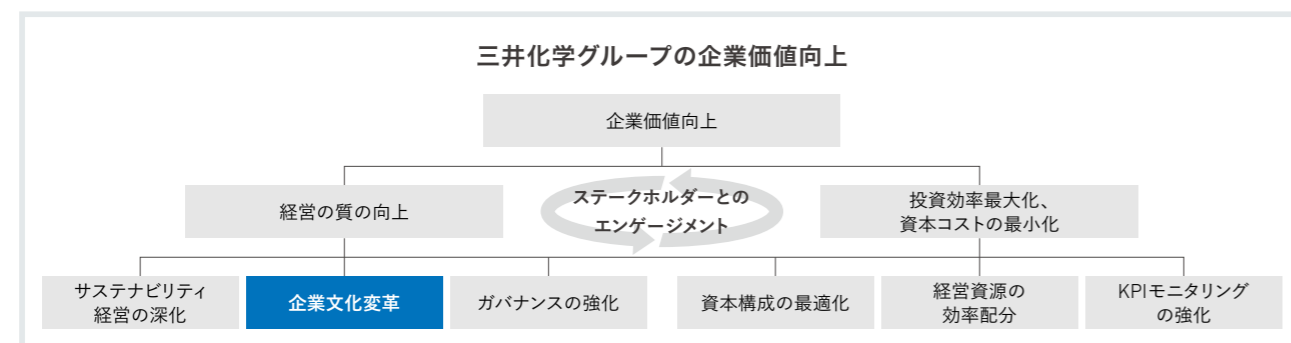 三井化学グループの企業価値向上
企業価値向上
経営の質の向上
ステークホルダーとの
エンゲージメント
投資効率最大化、
資本コストの最小化
サステナビリティ
経営の深化
企業文化変革
ガバナンスの強化
資本構成の最適化
経営資源の
効率配分
KPIモニタリング
の強化